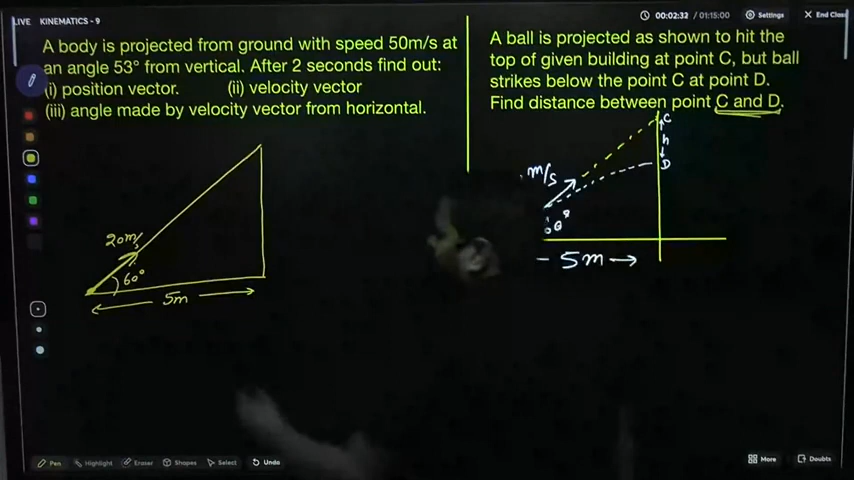 LIVE KINEMATICS - 9
00:02:32 / 01:15:00
Settings
End Class
A body is projected from ground with speed 50m/s at
an angle 53° from vertical. After 2 seconds find out:
(i) position vector. (ii) velocity vector
(iii) angle made by velocity vector from horizontal.
20m/s
60°
5m
A ball is projected as shown to hit the
top of given building at point C, but ball
strikes below the point C at point D.
Find distance between point C and D.
C
h
D
m/s
5m
Pen
Highlight
Eraser
Shapes
Select
Undo
More
Doubts